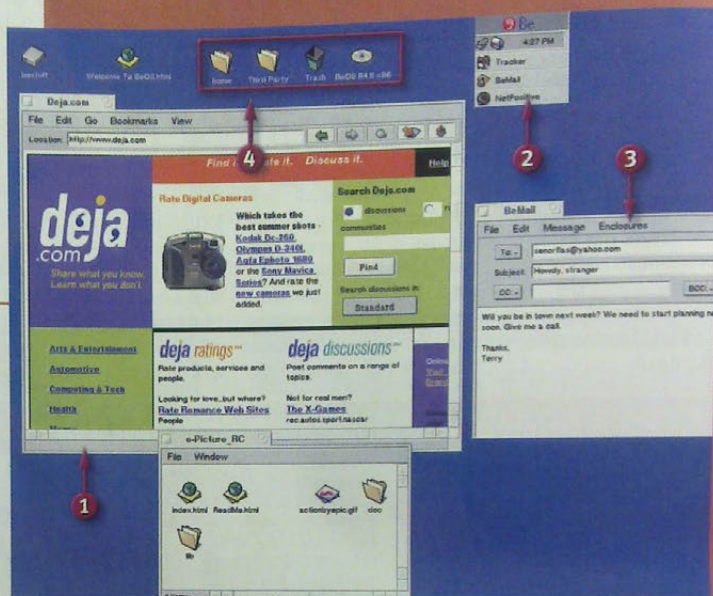 Be
4:07 PM
Tracker
BeMail
NetPositive
2
Welcome To BeOS.html
home
Third Party
Trash
BeOS R4.5 x86
4
Deja.com
File Edit Go Bookmarks View
Location: http://www.deja.com
Find it. Rate it. Discuss it.
Help
deja
.com
Share what you know.
Learn what you don't.
Rate Digital Cameras
Which takes the
best summer shots -
Kodak Dc-260,
Olympus D-340L,
Agfa Ephoto 1680
or the Sony Mavica
Series? And rate the
new cameras we just
added.
Search Deja.com
discussions
communities
Find
Search discussions in
Standard
Arts & Entertainment
Automotive
Computing & Tech
Health
deja ratings
Rate products, services and
people.
Looking for love...but where?
Rate Romance Web Sites
People
deja discussions
Post comments on a range of
topics.
Not for real men?
The X-Games
rec.autos.sport.nascar
1
e-Picture_RC
File Window
index.html ReadMe.html actionbyepic.gif doc
lib
3
BeMail
File Edit Message Enclosures
To: senorflas@yahoo.com
Subject: Howdy, stranger
CC: BCC:
Will you be in town next week? We need to start planning
soon. Give me a call.
Thanks,
Terry